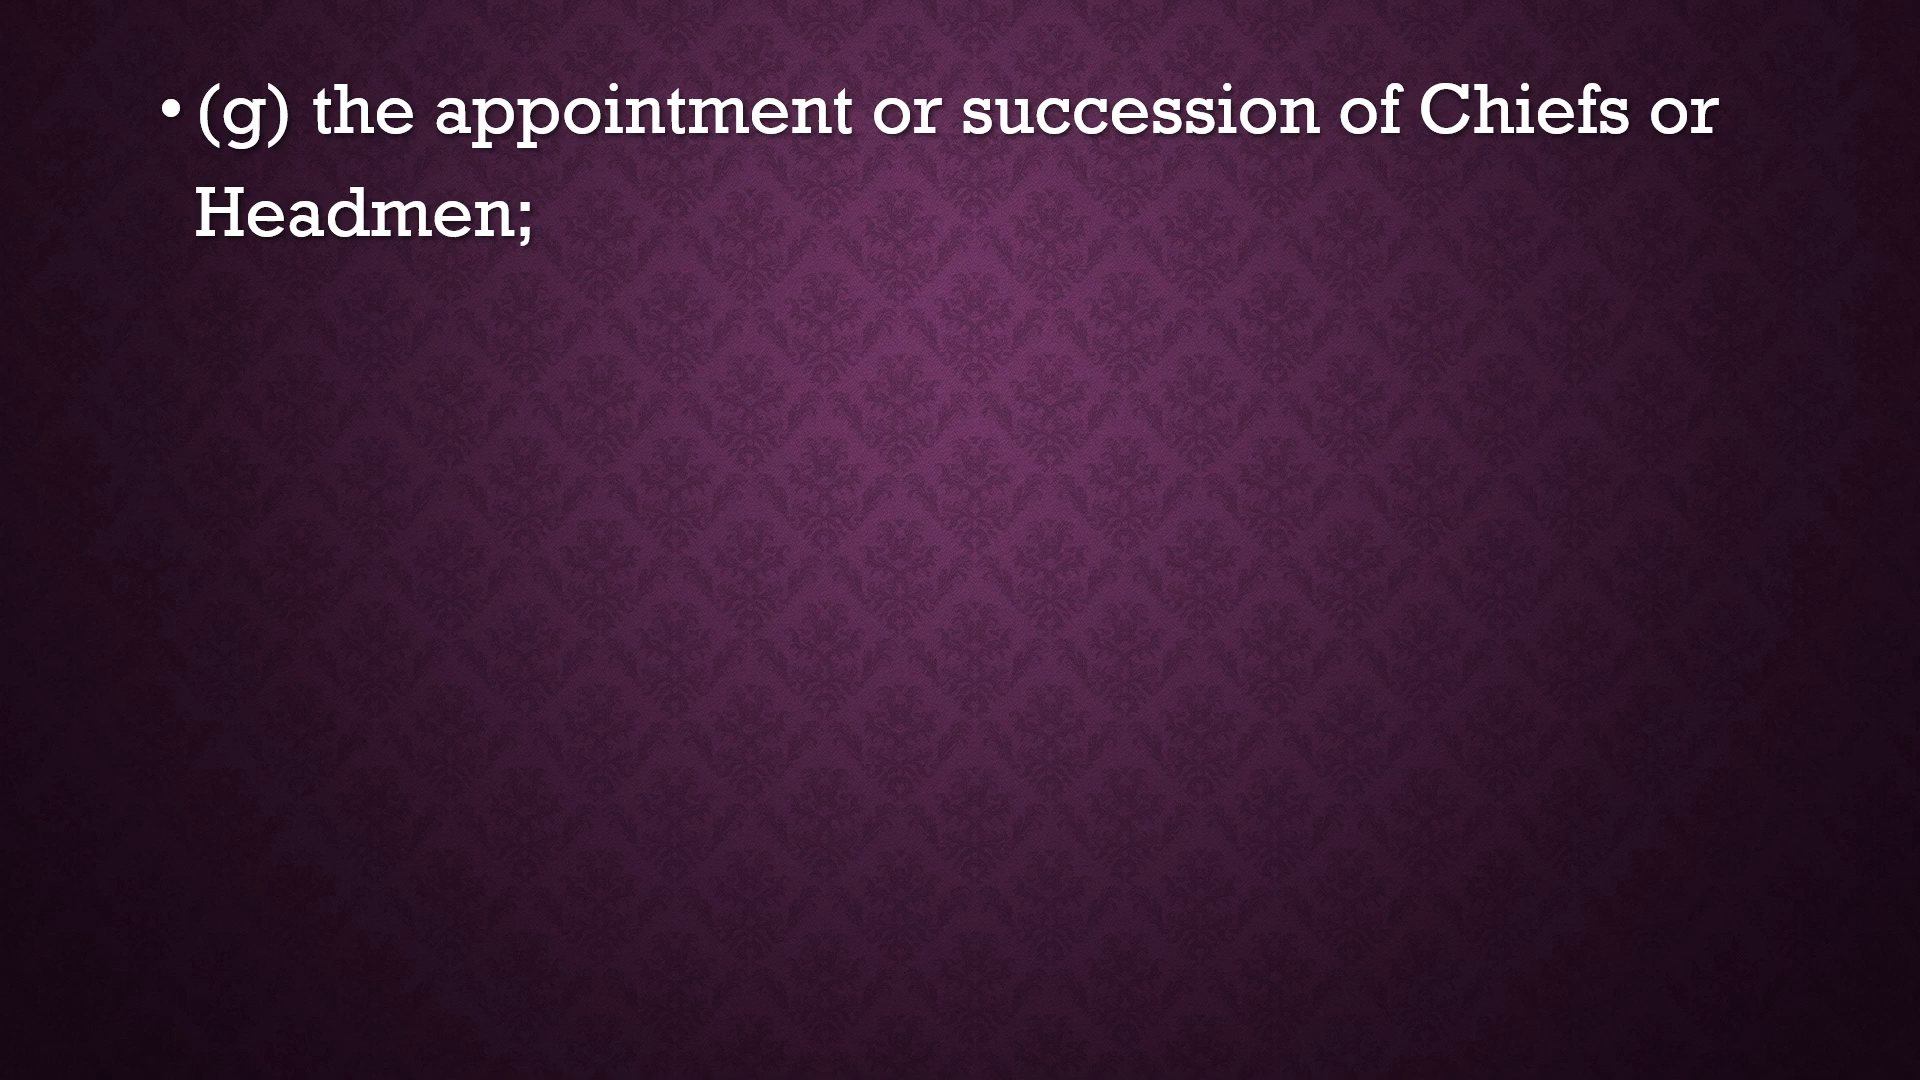 • (g) the appointment or succession of Chiefs or
Headmen;